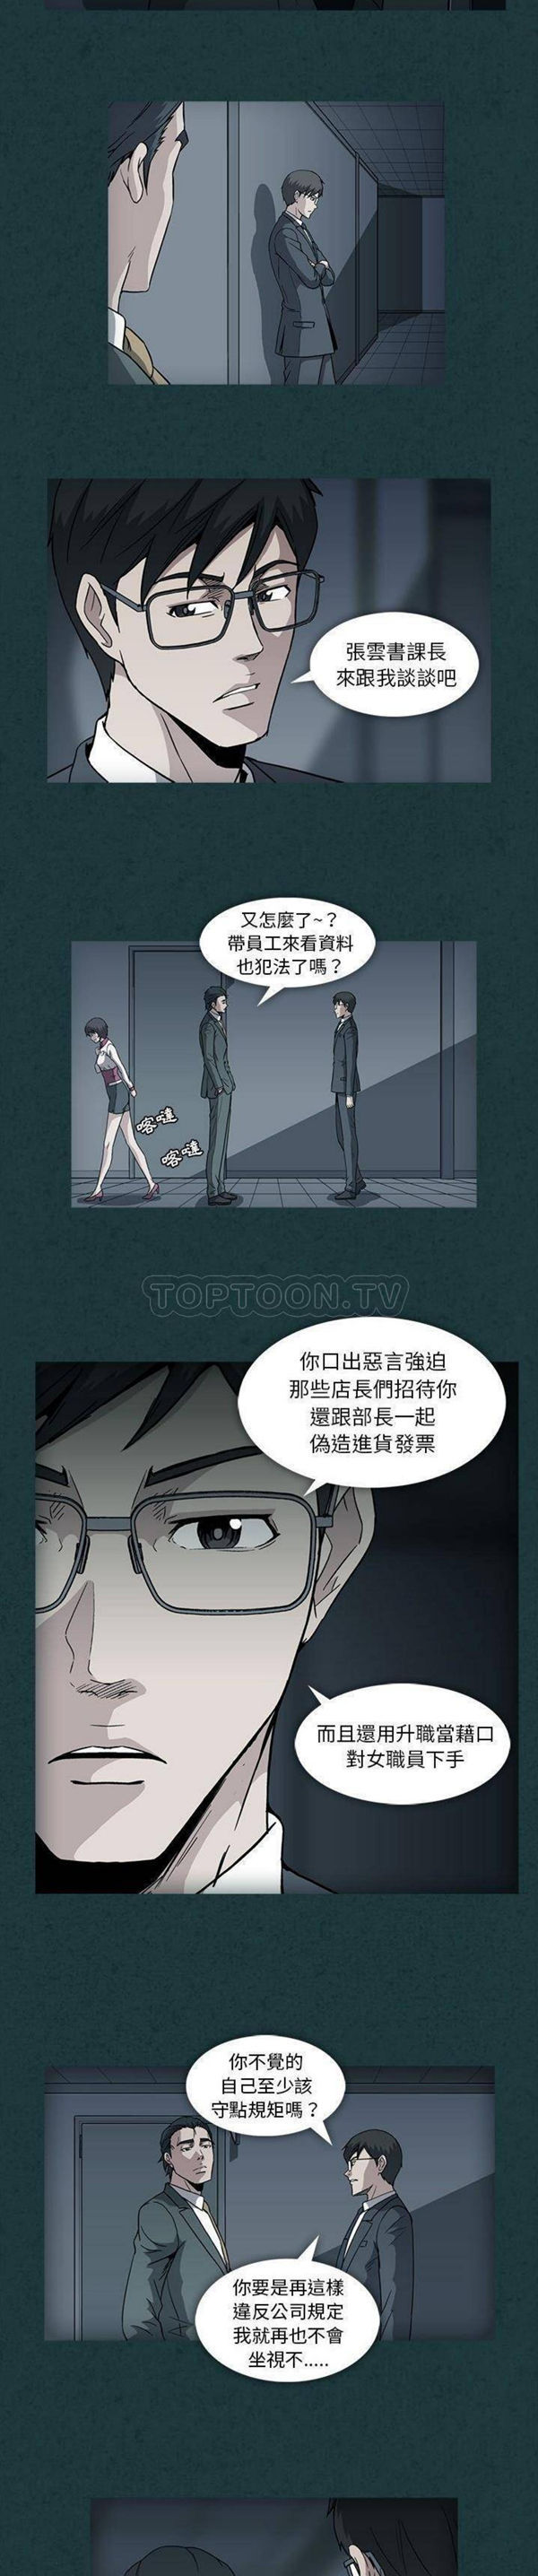 張雲書課長
來跟我談談吧
又怎麼了~？
帶員工來看資料
也犯法了嗎？
喀噠
喀噠
TOPTOON.TV
你口出惡言強迫
那些店長們招待你
還跟部長一起
偽造進貨發票
而且還用升職當藉口
對女職員下手
你不覺的
自己至少該
守點規矩嗎？
你要是再這樣
違反公司規定
我就再也不會
坐視不.....